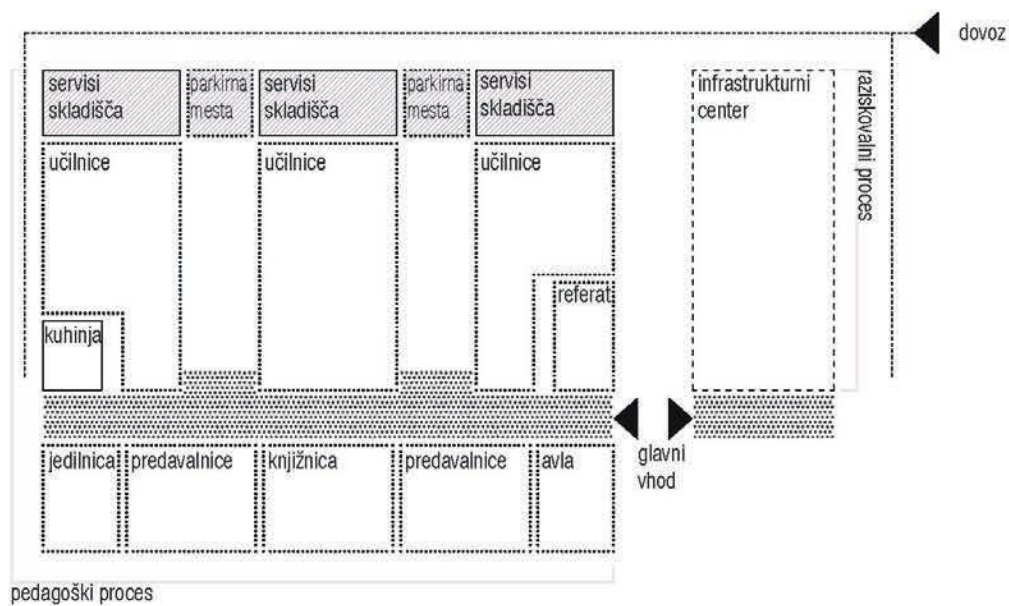 dovoz
servisi
skladišča
parkirna
mesta
servisi
skladišča
parkirna
mesta
servisi
skladišča
infrastrukturni
center
raziskovalni proces
učilnice
učilnice
učilnice
referat
kuhinja
jedilnica
predavalnice
knjižnica
predavalnice
avla
glavni
vhod
pedagoški proces